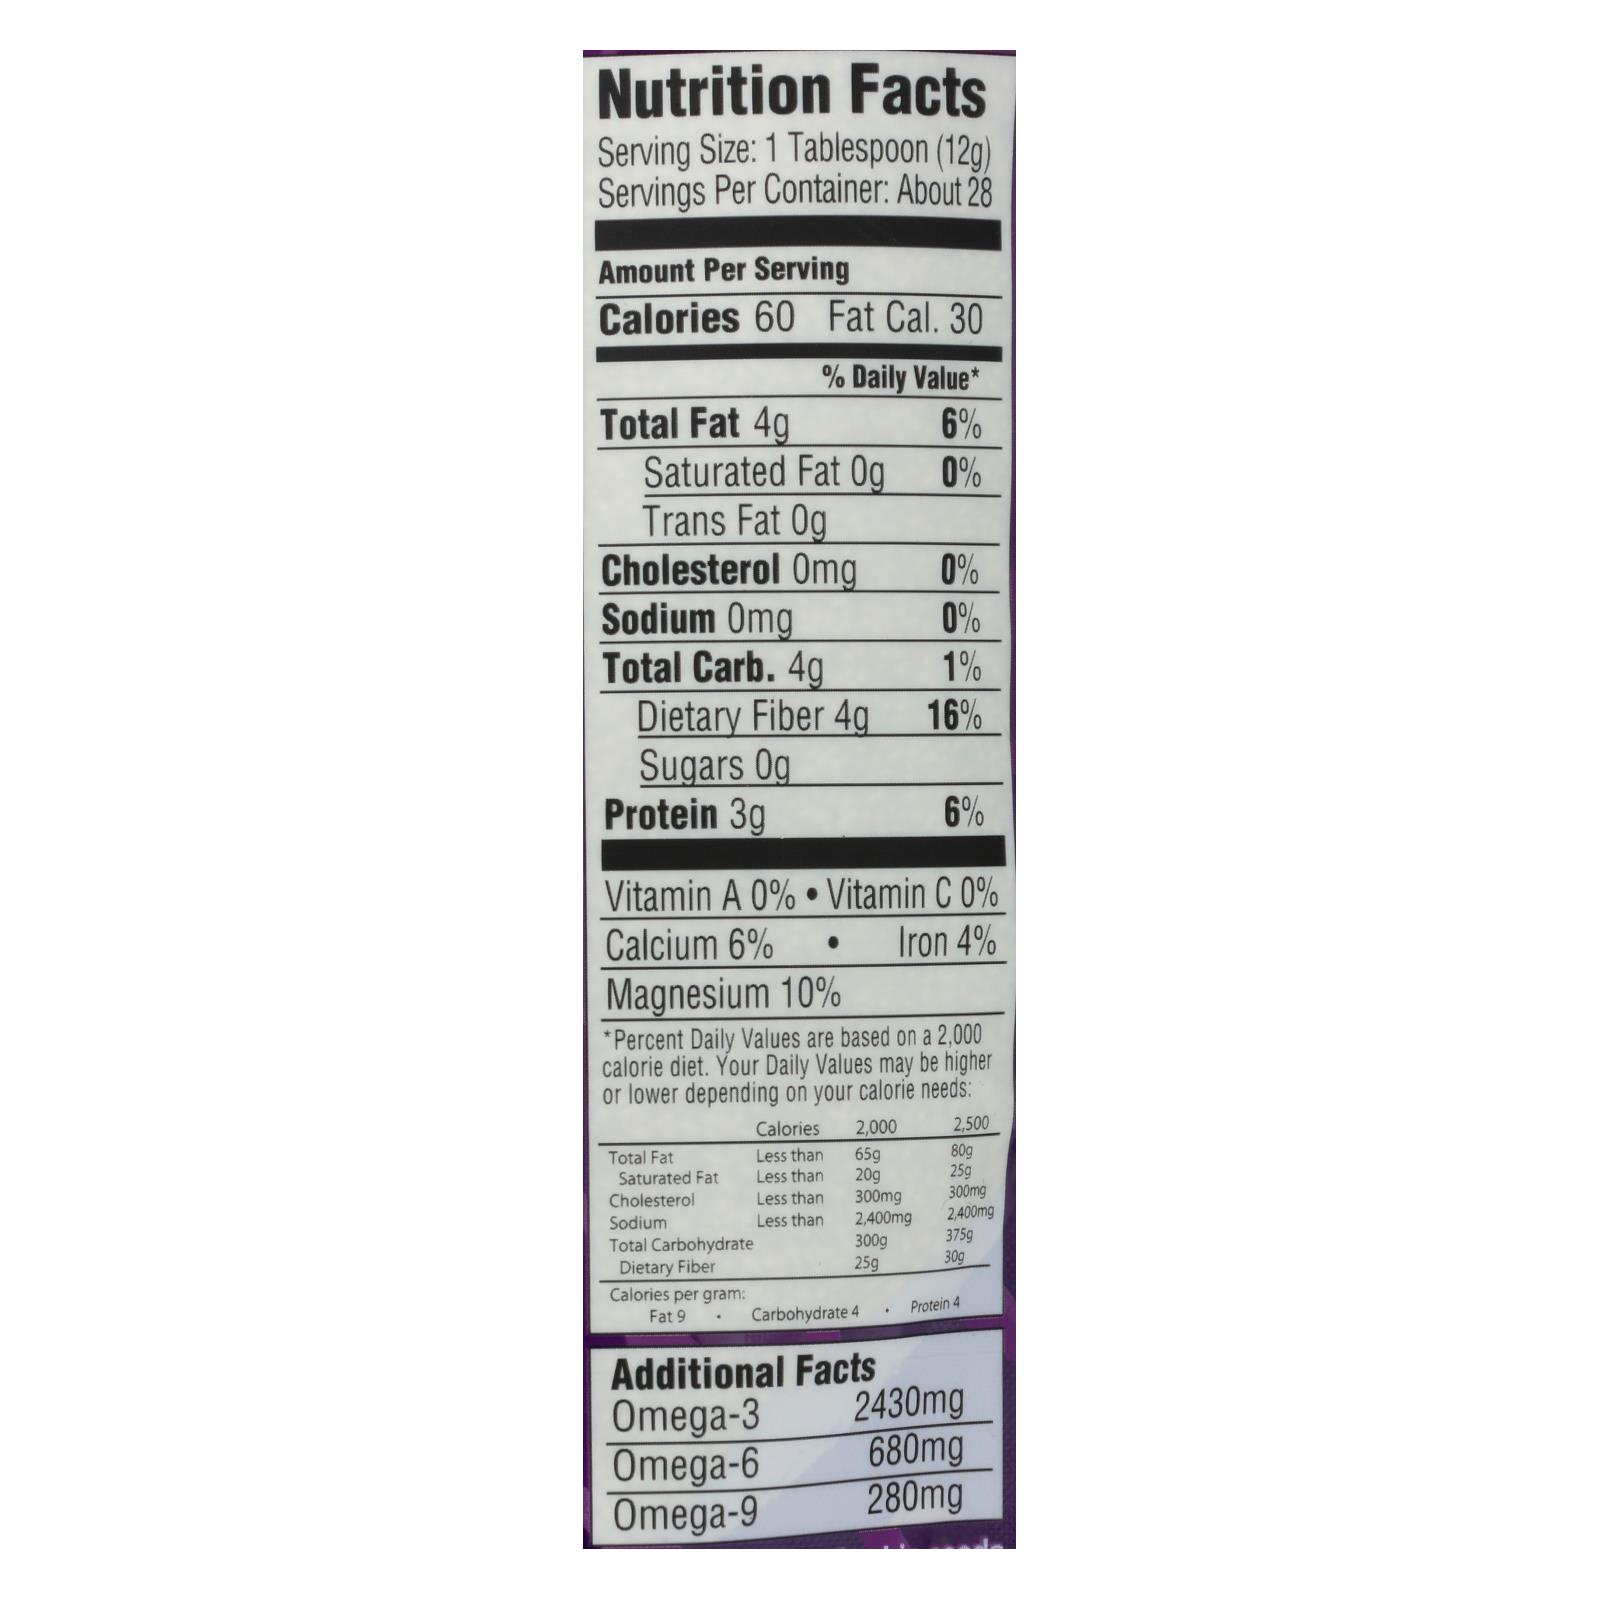 Nutrition Facts
Serving Size: 1 Tablespoon (12g)
Servings Per Container: About 28
Amount Per Serving
Calories 60 Fat Cal. 30
% Daily Value*
Total Fat 4g 6%
Saturated Fat 0g 0%
Trans Fat 0g
Cholesterol 0mg 0%
Sodium 0mg 0%
Total Carb. 4g 1%
Dietary Fiber 4g 16%
Sugars 0g
Protein 3g 6%
Vitamin A 0% • Vitamin C 0%
Calcium 6% • Iron 4%
Magnesium 10%
*Percent Daily Values are based on a 2,000
calorie diet. Your Daily Values may be higher
or lower depending on your calorie needs:
Calories 2,000 2,500
Total Fat Less than 65g 80g
Saturated Fat Less than 20g 25g
Cholesterol Less than 300mg 300mg
Sodium Less than 2,400mg 2,400mg
Total Carbohydrate 300g 375g
Dietary Fiber 25g 30g
Calories per gram:
Fat 9 • Carbohydrate 4 • Protein 4
Additional Facts
Omega-3 2430mg
Omega-6 680mg
Omega-9 280mg